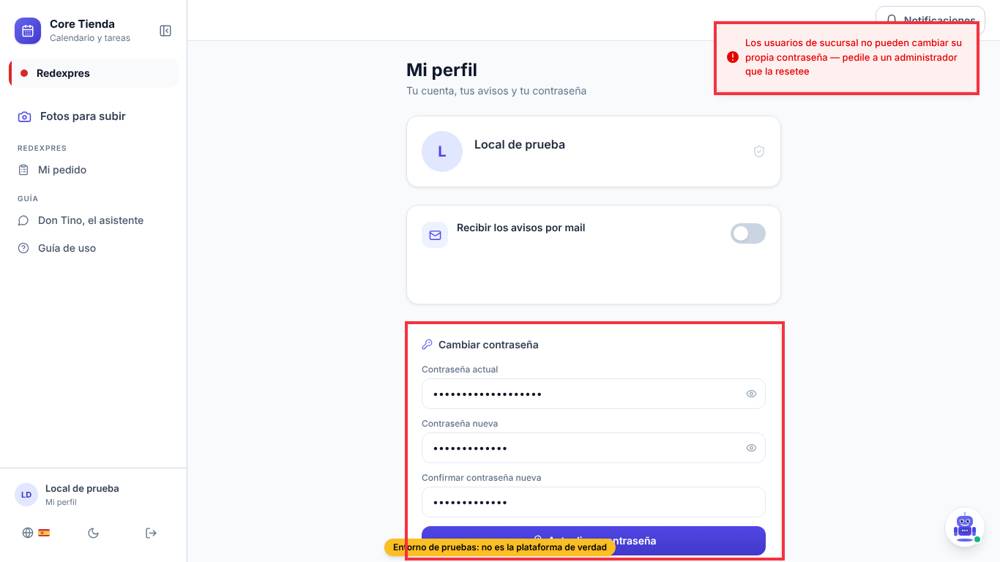 Core Tienda
Calendario y tareas
Redexpres
Fotos para subir
REDEXPRES
Mi pedido
GUÍA
Don Tino, el asistente
Guía de uso
LD
Local de prueba
Mi perfil
Notificaciones
Los usuarios de sucursal no pueden cambiar su
propia contraseña — pedile a un administrador
que la resetee
Mi perfil
Tu cuenta, tus avisos y tu contraseña
L
Local de prueba
Recibir los avisos por mail
Cambiar contraseña
Contraseña actual
•••••••••••••••••••
Contraseña nueva
•••••••••••••
Confirmar contraseña nueva
•••••••••••••
contraseña
Entorno de pruebas: no es la plataforma de verdad